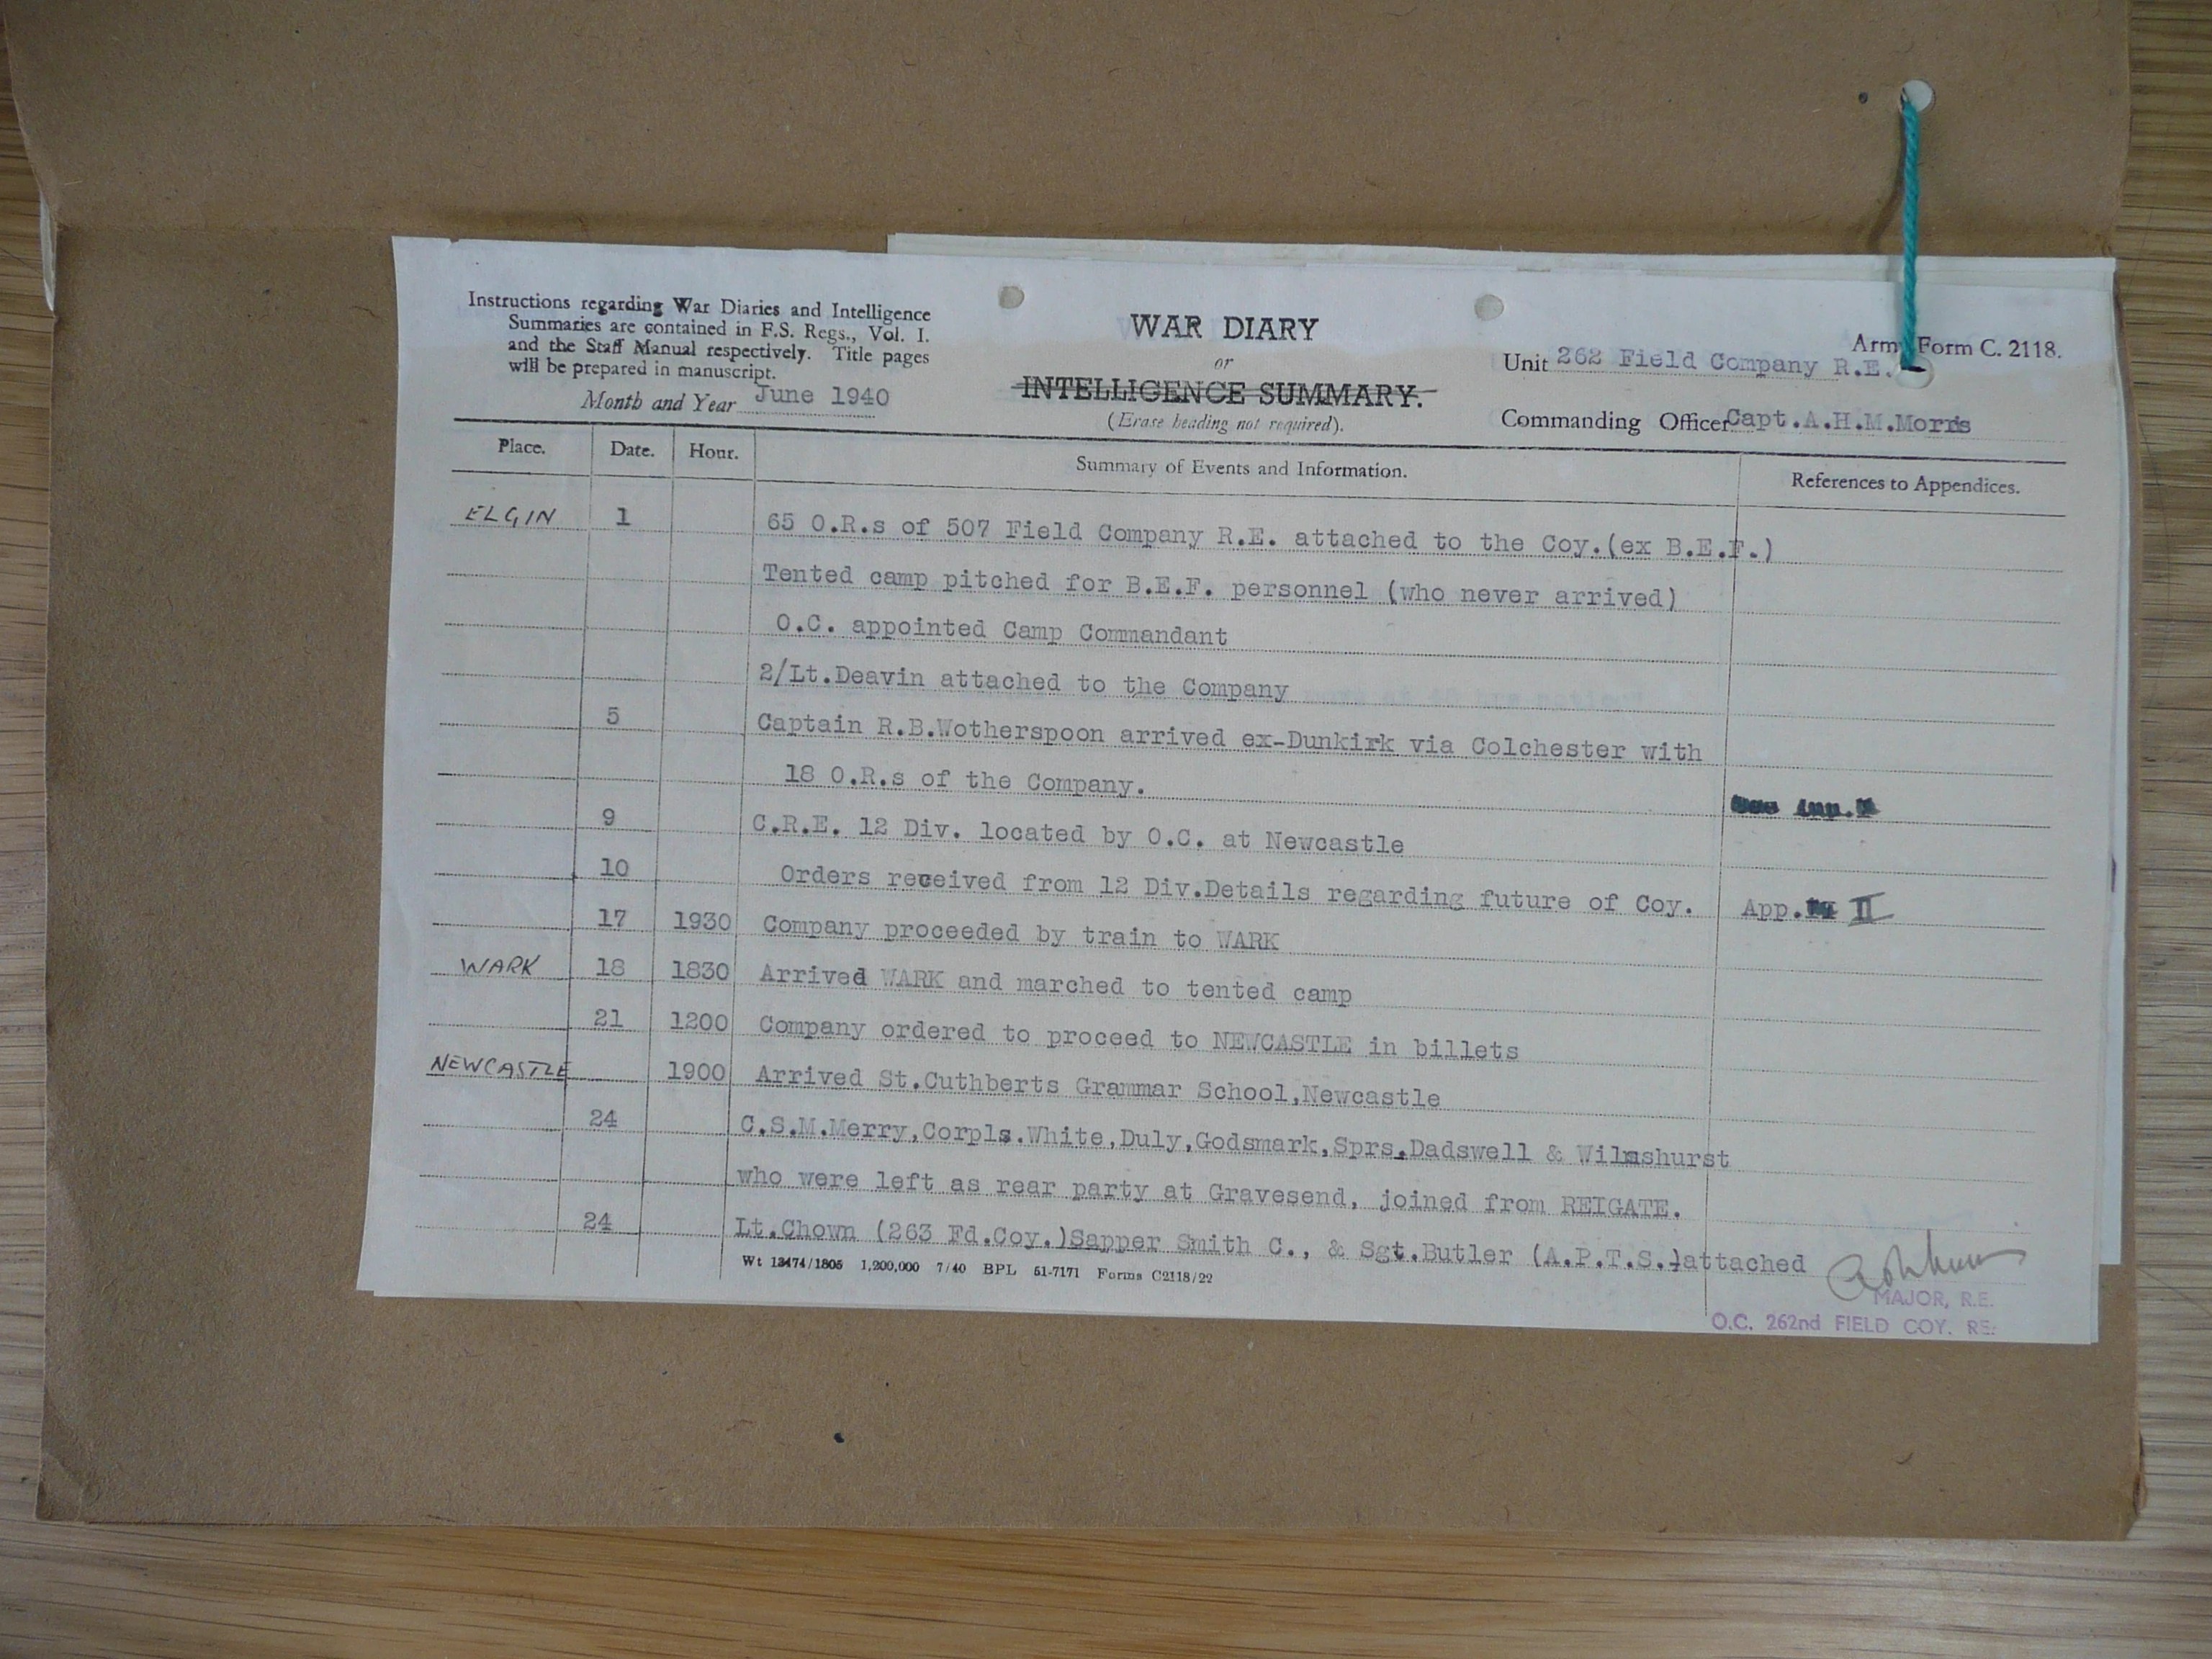 Instructions regarding War Diaries and Intelligence
Summaries are contained in F.S. Regs., Vol. I.
and the Staff Manual respectively. Title pages
will be prepared in manuscript.
Month and Year June 1940
WAR DIARY
or
INTELLIGENCE SUMMARY.
(Erase heading not required).
Army Form C. 2118.
Unit 262 Field Company R.E.
Commanding Officer Capt.A.H.M.Morris
Place. Date. Hour. Summary of Events and Information. References to Appendices.
ELGIN 1 65 O.R.s of 507 Field Company R.E. attached to the Coy.(ex B.E.F.)
Tented camp pitched for B.E.F. personnel (who never arrived)
O.C. appointed Camp Commandant
2/Lt.Deavin attached to the Company
5 Captain R.B.Wotherspoon arrived ex-Dunkirk via Colchester with
18 O.R.s of the Company.
9 C.R.E. 12 Div. located by O.C. at Newcastle
10 Orders received from 12 Div.Details regarding future of Coy. App. II
17 1930 Company proceeded by train to WARK
WARK 18 1830 Arrived WARK and marched to tented camp
21 1200 Company ordered to proceed to NEWCASTLE in billets
NEWCASTLE 1900 Arrived St.Cuthberts Grammar School,Newcastle
24 C.S.M.Merry,Corpls.White,Duly,Godsmark,Sprs.Dadswell & Wilmshurst
who were left as rear party at Gravesend, joined from REIGATE.
24 Lt.Chown (263 Fd.Coy.)Sapper Smith C., & Sgt.Butler (A.P.T.S.)attached
Wt 13474/1805 1,200,000 7/40 BPL 51-7171 Forms C2118/22
MAJOR, R.E.
O.C. 262nd FIELD COY. RE.